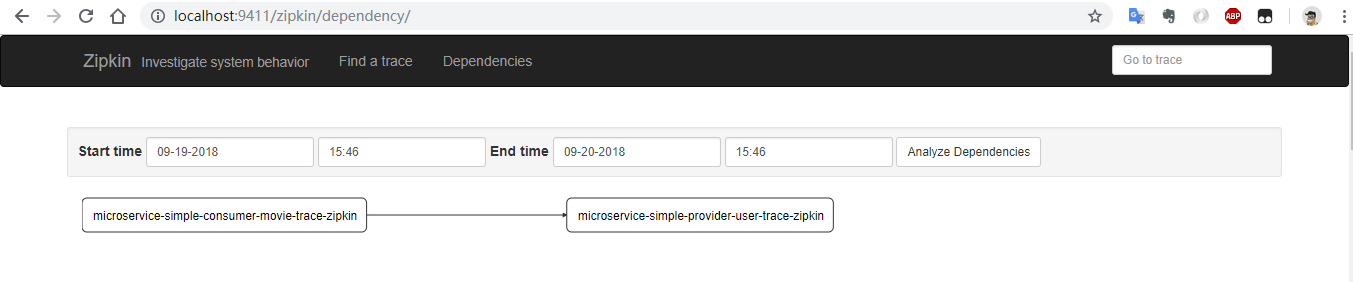 localhost:9411/zipkin/dependency/
ABP
Zipkin Investigate system behavior Find a trace Dependencies Go to trace
Start time 09-19-2018 15:46 End time 09-20-2018 15:46 Analyze Dependencies
microservice-simple-consumer-movie-trace-zipkin microservice-simple-provider-user-trace-zipkin